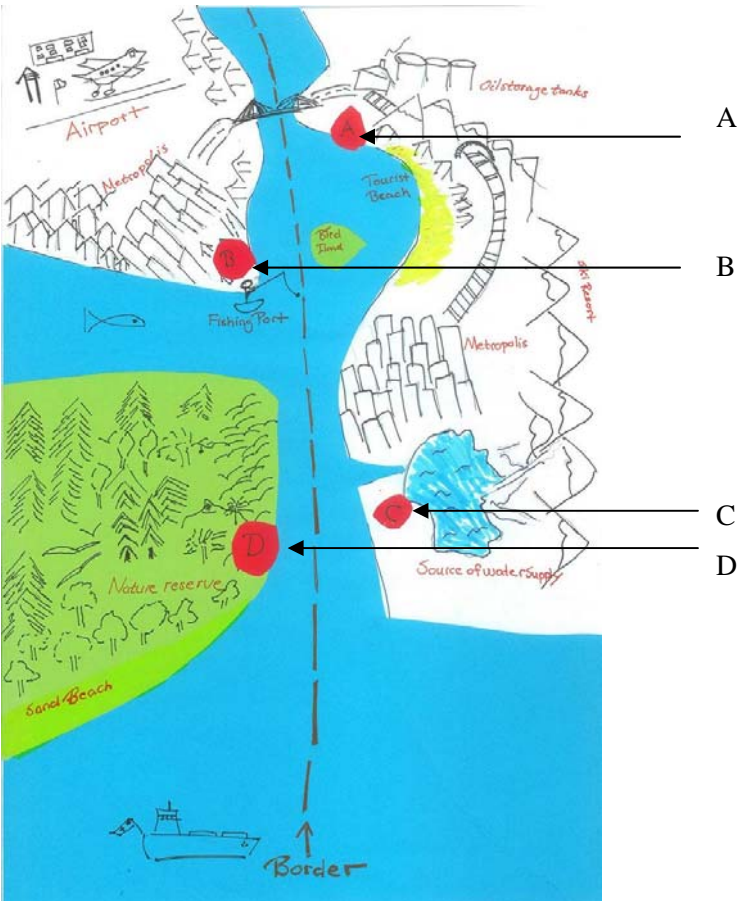 Oilstorage tanks
A
A
Airport
Metropolis
Tourist
Beach
Bird
B
B
Ski Resort
Fishing Port
Metropolis
C
C
D
D
Nature reserve
Source of water supply
Sand Beach
Border